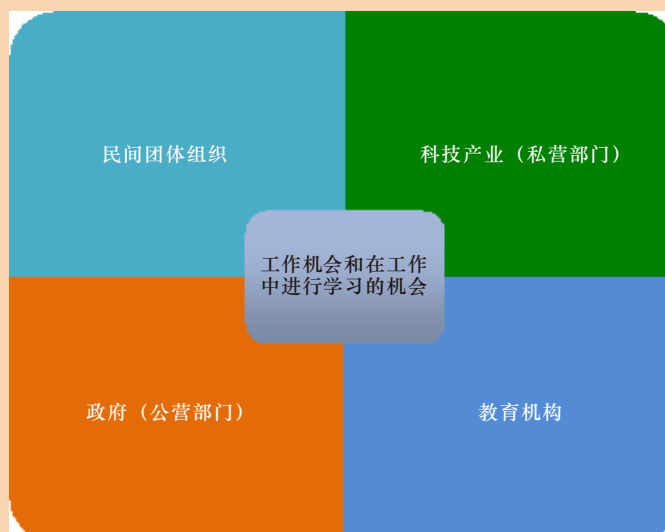 民间团体组织
科技产业（私营部门）
工作机会和在工作
中进行学习的机会
政府（公营部门）
教育机构